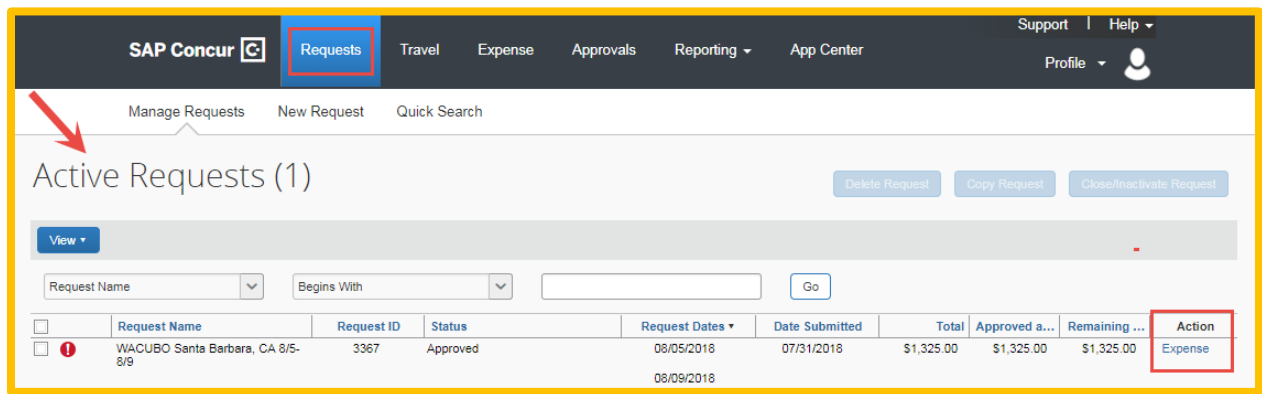 Support | Help
SAP Concur C Requests Travel Expense Approvals Reporting App Center
Profile
Manage Requests New Request Quick Search
Active Requests (1)
Delete Request Copy Request Close/Inactivate Request
View
Request Name Begins With Go
Request Name Request ID Status Request Dates Date Submitted Total Approved a... Remaining ... Action
WACUBO Santa Barbara, CA 8/5- 3367 Approved 08/05/2018 07/31/2018 $1,325.00 $1,325.00 $1,325.00 Expense
8/9
08/09/2018